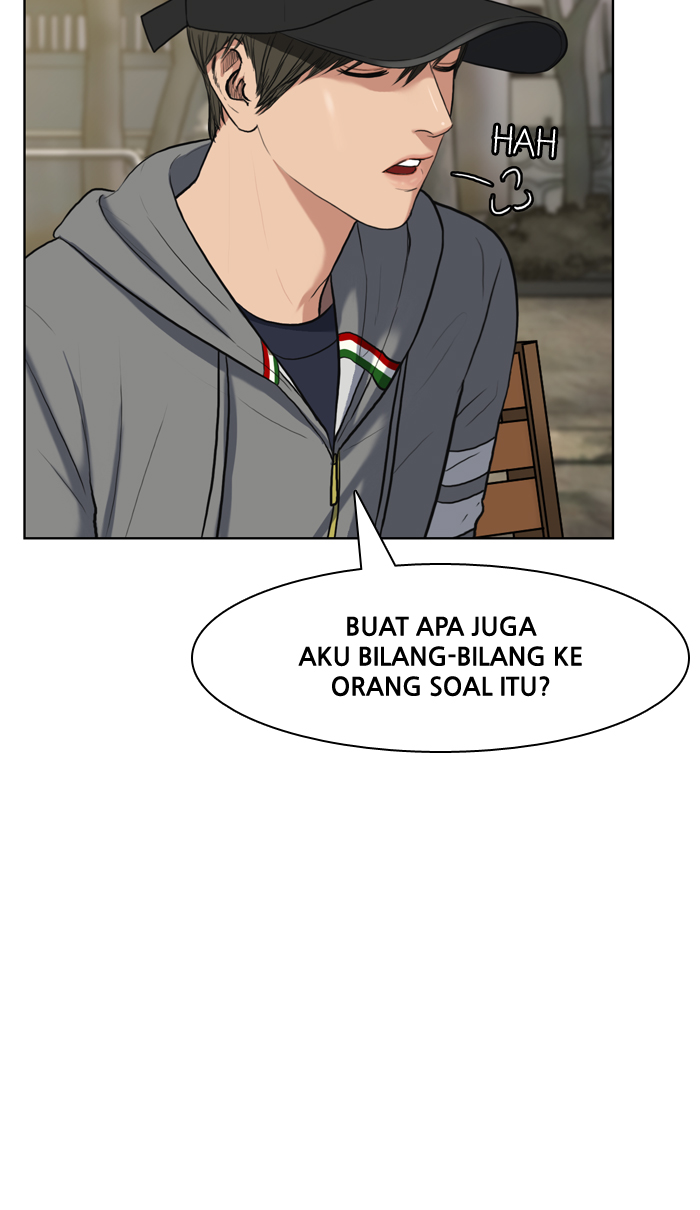 HAH
BUAT APA JUGA
AKU BILANG-BILANG KE
ORANG SOAL ITU?